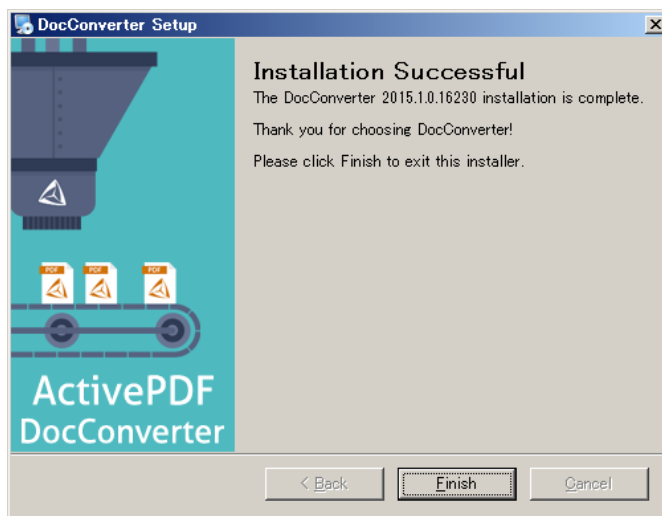 DocConverter Setup
Installation Successful
The DocConverter 2015.1.0.16230 installation is complete.
Thank you for choosing DocConverter!
Please click Finish to exit this installer.
PDF PDF PDF
ActivePDF
DocConverter
< Back Finish Cancel